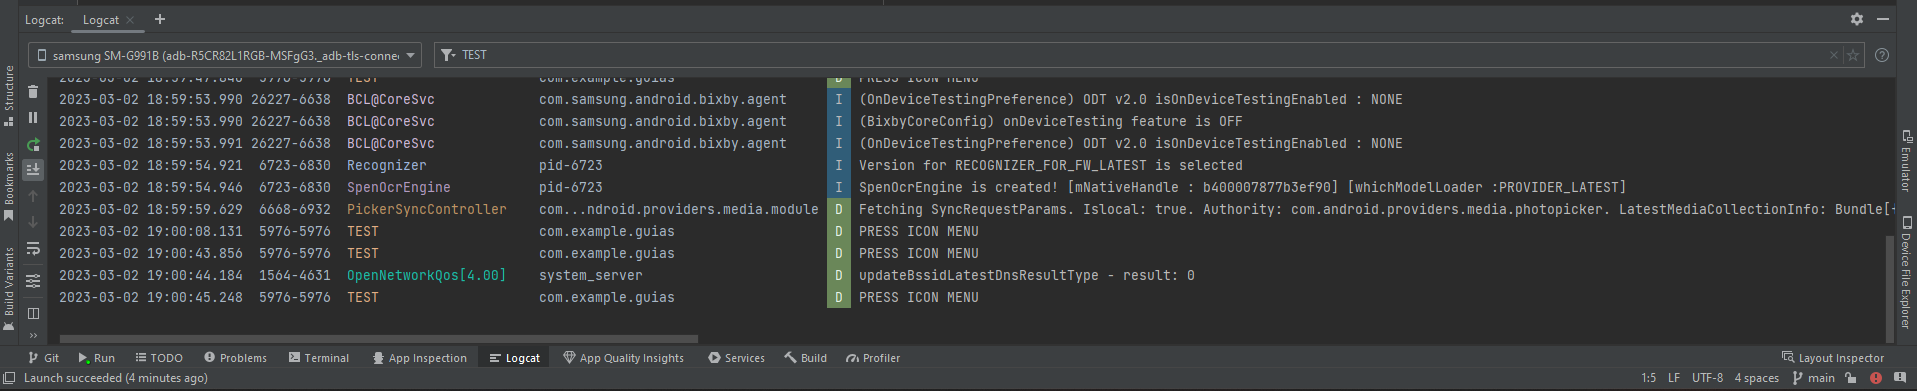 Logcat: Logcat
samsung SM-G991B (adb-R5CR82L1RGB-MSFgG3._adb-tls-connec TEST
2023-03-02 18:59:47.846 5976-5976 TEST com.example.guias D PRESS ICON MENU
2023-03-02 18:59:53.990 26227-6638 BCL@CoreSvc com.samsung.android.bixby.agent I (OnDeviceTestingPreference) ODT v2.0 isOnDeviceTestingEnabled : NONE
2023-03-02 18:59:53.990 26227-6638 BCL@CoreSvc com.samsung.android.bixby.agent I (BixbyCoreConfig) onDeviceTesting feature is OFF
2023-03-02 18:59:53.991 26227-6638 BCL@CoreSvc com.samsung.android.bixby.agent I (OnDeviceTestingPreference) ODT v2.0 isOnDeviceTestingEnabled : NONE
2023-03-02 18:59:54.921 6723-6830 Recognizer pid-6723 I Version for RECOGNIZER_FOR_FW_LATEST is selected
2023-03-02 18:59:54.946 6723-6830 SpenOcrEngine pid-6723 I SpenOcrEngine is created! [mNativeHandle : b400007877b3ef90] [whichModelLoader :PROVIDER_LATEST]
2023-03-02 18:59:59.629 6668-6932 PickerSyncController com...ndroid.providers.media.module D Fetching SyncRequestParams. Islocal: true. Authority: com.android.providers.media.photopicker. LatestMediaCollectionInfo: Bundle[
2023-03-02 19:00:08.131 5976-5976 TEST com.example.guias D PRESS ICON MENU
2023-03-02 19:00:43.856 5976-5976 TEST com.example.guias D PRESS ICON MENU
2023-03-02 19:00:44.184 1564-4631 OpenNetworkQos[4.00] system_server D updateBssidLatestDnsResultType - result: 0
2023-03-02 19:00:45.248 5976-5976 TEST com.example.guias D PRESS ICON MENU
Structure
Bookmarks
Build Variants
Emulator
Device File Explorer
Git Run TODO Problems Terminal App Inspection Logcat App Quality Insights Services Build Profiler Layout Inspector
Launch succeeded (4 minutes ago) 1:5 LF UTF-8 4 spaces main